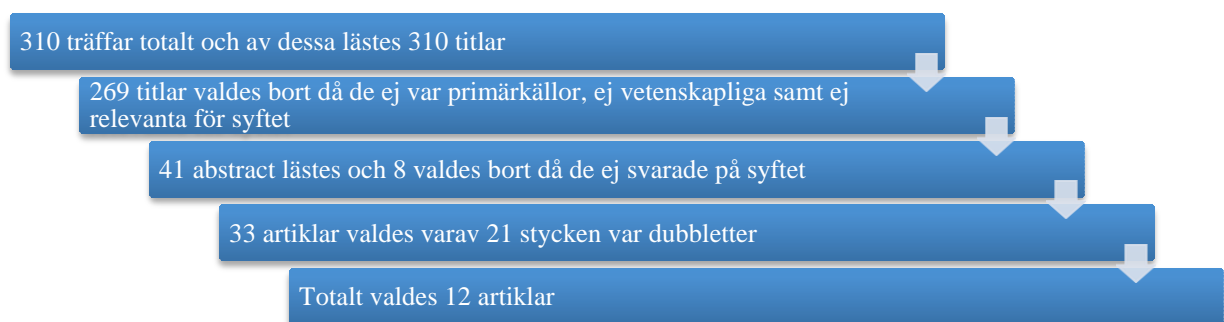 310 träffar totalt och av dessa lästes 310 titlar
269 titlar valdes bort då de ej var primärkällor, ej vetenskapliga samt ej
relevanta för syftet
41 abstract lästes och 8 valdes bort då de ej svarade på syftet
33 artiklar valdes varav 21 stycken var dubbletter
Totalt valdes 12 artiklar